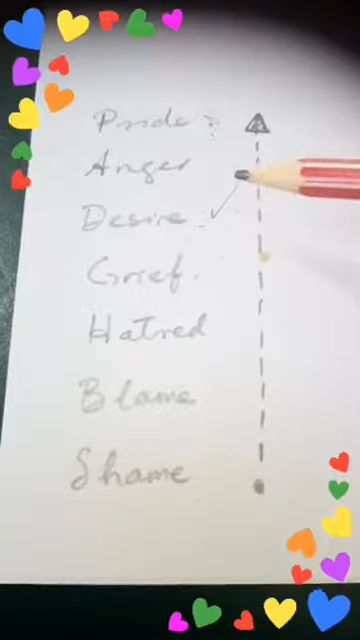 Pride :
Anger
Desire.
Grief.
Hatred
Blame
Shame